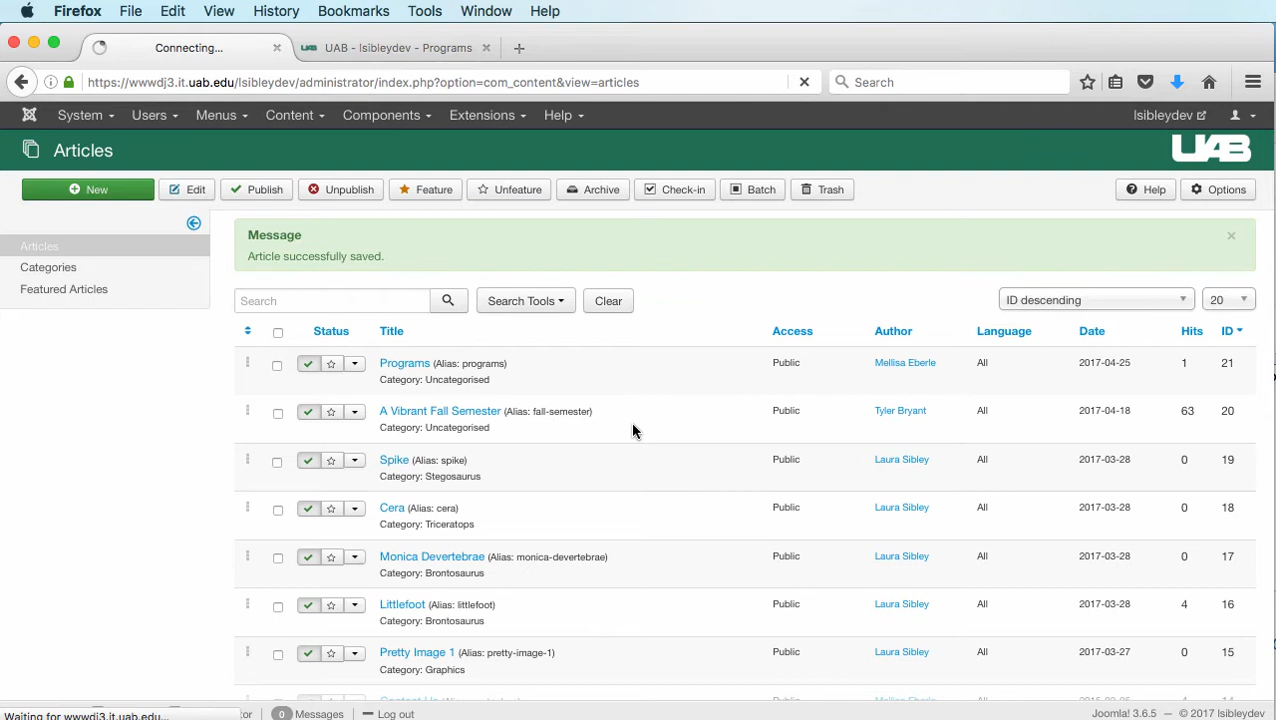 Firefox File Edit View History Bookmarks Tools Window Help
Connecting... UAB - lsibleydev - Programs
https://wwwdj3.it.uab.edu/lsibleydev/administrator/index.php?option=com_content&view=articles Search
System Users Menus Content Components Extensions Help lsibleydev
Articles UAB
New Edit Publish Unpublish Feature Unfeature Archive Check-in Batch Trash Help Options
Articles
Categories
Featured Articles
Message
Article successfully saved.
Search Search Tools Clear ID descending 20
Status Title Access Author Language Date Hits ID
Programs (Alias: programs) Public Mellisa Eberle All 2017-04-25 1 21
Category: Uncategorised
A Vibrant Fall Semester (Alias: fall-semester) Public Tyler Bryant All 2017-04-18 63 20
Category: Uncategorised
Spike (Alias: spike) Public Laura Sibley All 2017-03-28 0 19
Category: Stegosaurus
Cera (Alias: cera) Public Laura Sibley All 2017-03-28 0 18
Category: Triceratops
Monica Devertebrae (Alias: monica-devertebrae) Public Laura Sibley All 2017-03-28 0 17
Category: Brontosaurus
Littlefoot (Alias: littlefoot) Public Laura Sibley All 2017-03-28 4 16
Category: Brontosaurus
Pretty Image 1 (Alias: pretty-image-1) Public Laura Sibley All 2017-03-27 0 15
Category: Graphics
Waiting for wwwdj3.it.uab.edu... 0 Messages Log out Joomla! 3.6.5 — © 2017 lsibleydev